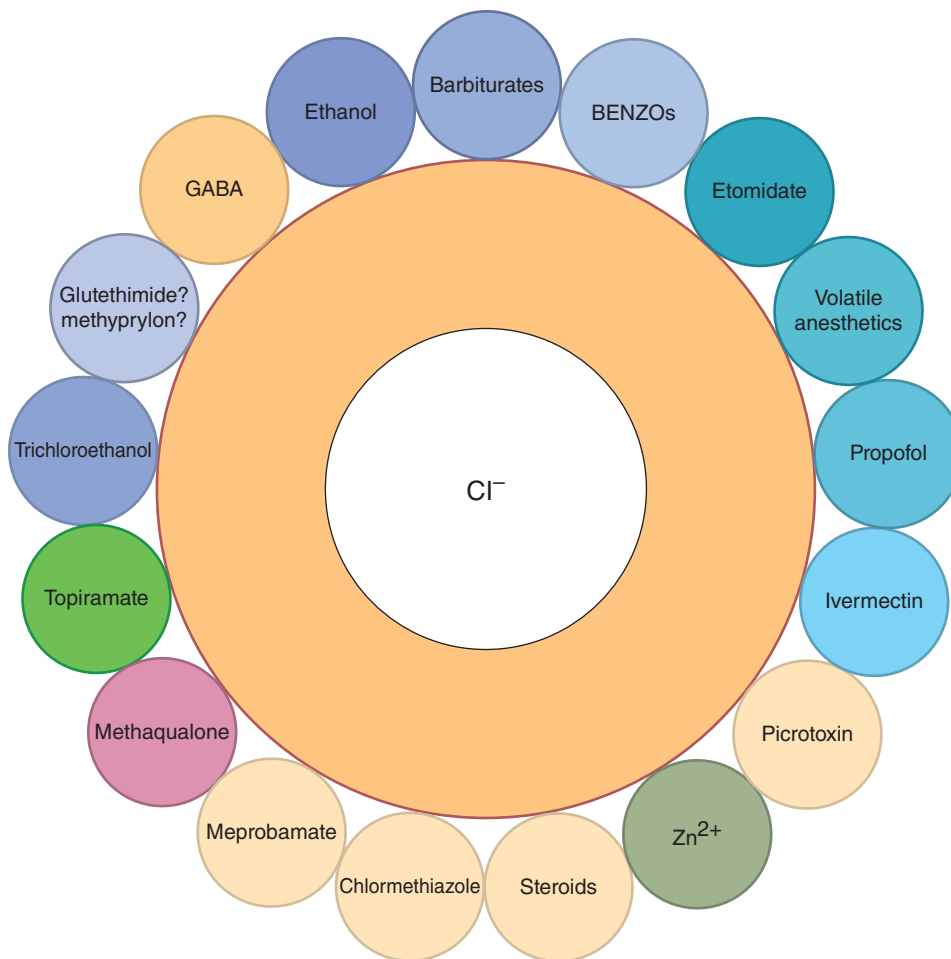 Barbiturates
BENZOs
Etomidate
Volatile
anesthetics
Propofol
Ivermectin
Picrotoxin
Zn²⁺
Steroids
Chlormethiazole
Meprobamate
Methaqualone
Topiramate
Trichloroethanol
Glutethimide?
methyprylon?
GABA
Ethanol
Cl⁻